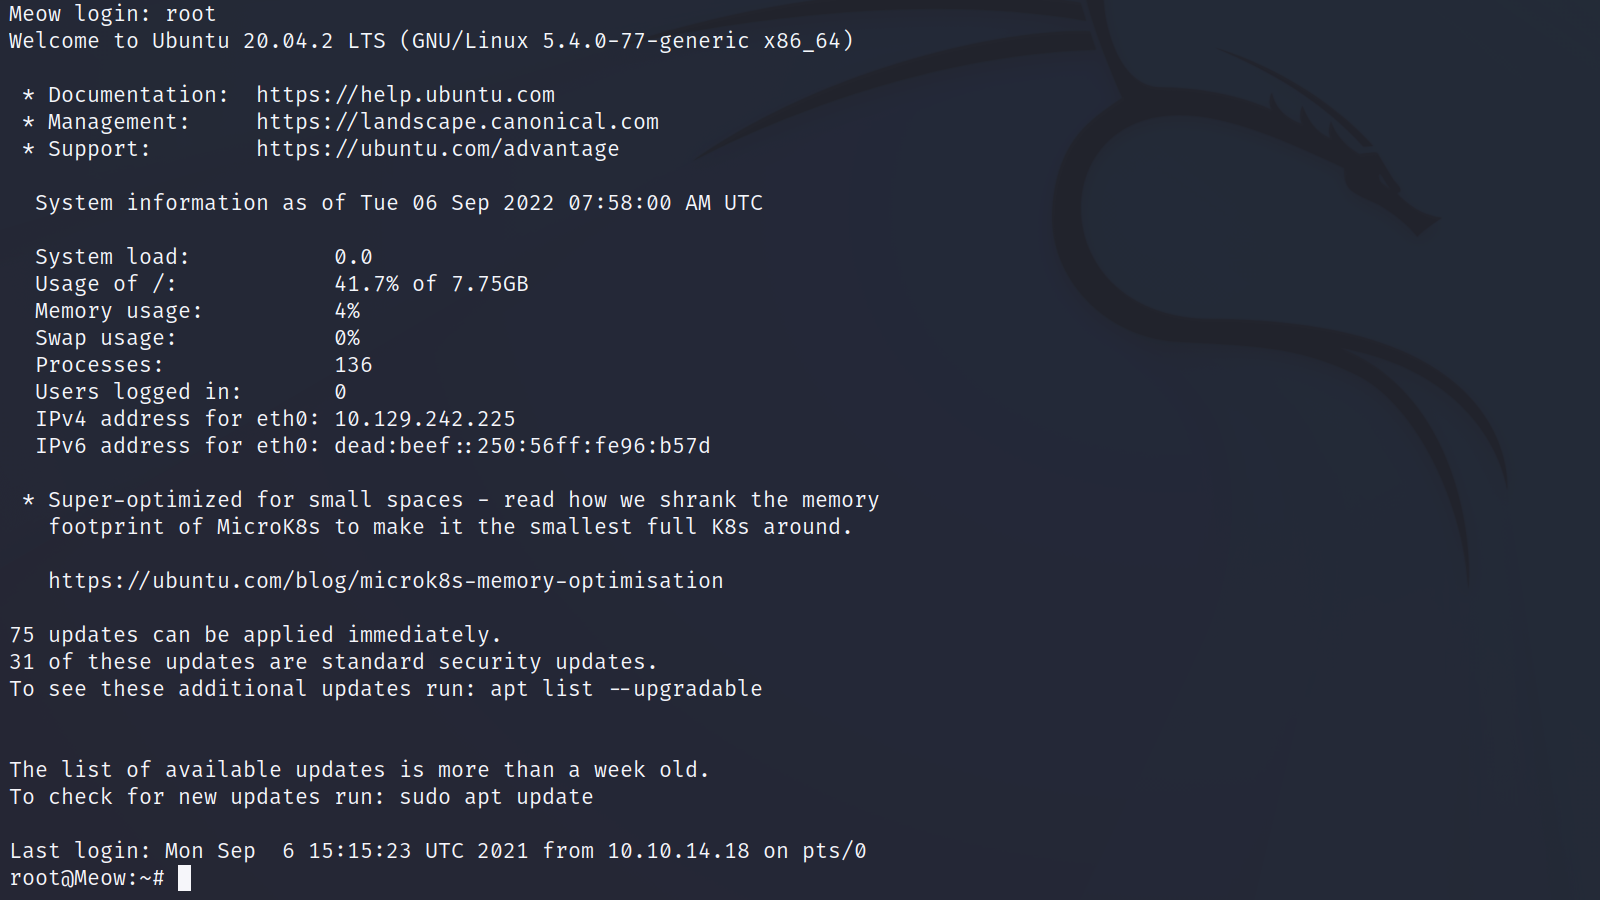 Meow login: root
Welcome to Ubuntu 20.04.2 LTS (GNU/Linux 5.4.0-77-generic x86_64)
* Documentation:  https://help.ubuntu.com
* Management:     https://landscape.canonical.com
* Support:        https://ubuntu.com/advantage
System information as of Tue 06 Sep 2022 07:58:00 AM UTC
System load:           0.0
Usage of /:            41.7% of 7.75GB
Memory usage:          4%
Swap usage:            0%
Processes:             136
Users logged in:       0
IPv4 address for eth0: 10.129.242.225
IPv6 address for eth0: dead:beef::250:56ff:fe96:b57d
* Super-optimized for small spaces - read how we shrank the memory
footprint of MicroK8s to make it the smallest full K8s around.
https://ubuntu.com/blog/microk8s-memory-optimisation
75 updates can be applied immediately.
31 of these updates are standard security updates.
To see these additional updates run: apt list --upgradable
The list of available updates is more than a week old.
To check for new updates run: sudo apt update
Last login: Mon Sep  6 15:15:23 UTC 2021 from 10.10.14.18 on pts/0
root@Meow:~#